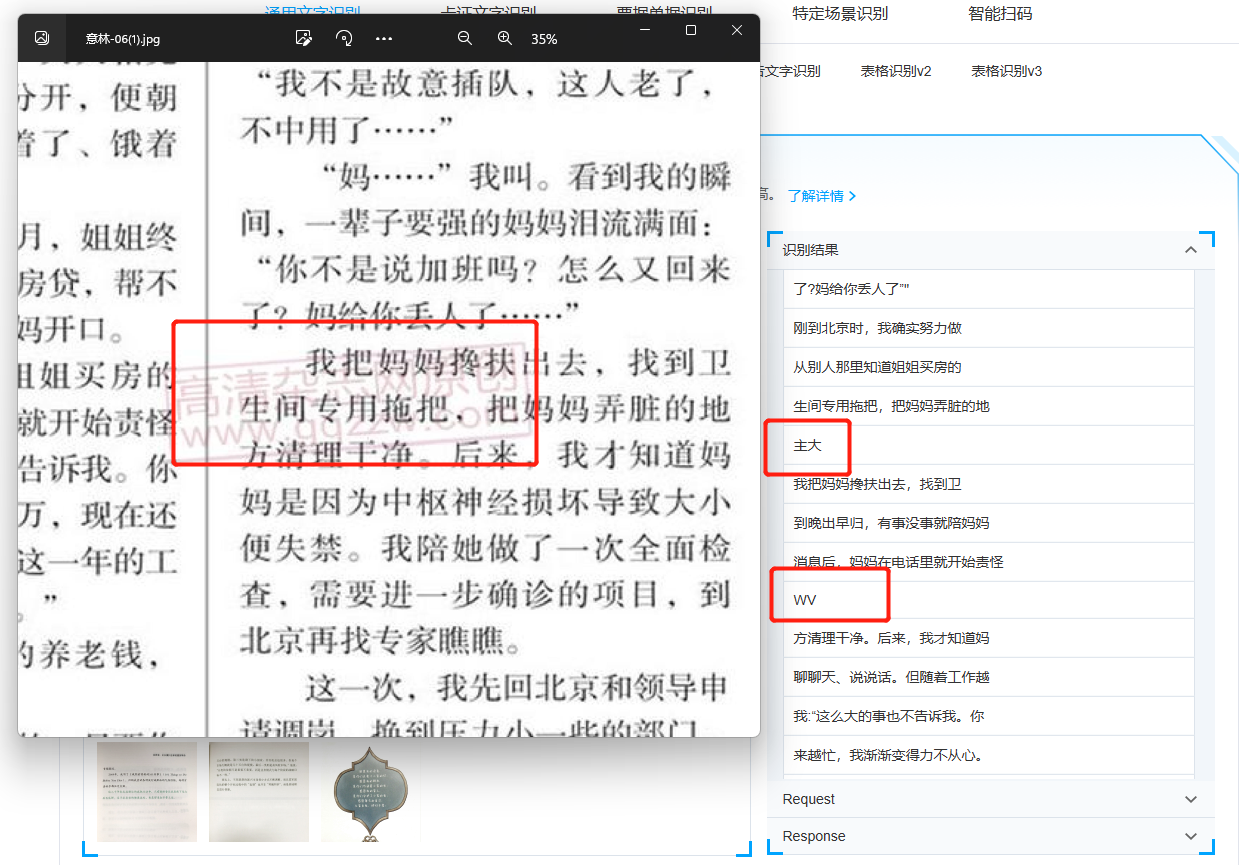 通用文字识别
卡证文字识别
票据单据识别
特定场景识别
智能扫码
意林-06(1).jpg
35%
文字识别
表格识别v2
表格识别v3
分开，便朝
着了、饿着
月，姐姐终
房贷，帮不
妈开口。
姐姐买房的
就开始责怪
告诉我。你
万，现在还
这一年的工
。”
的养老钱，
“我不是故意插队，这人老了，
不中用了……”
“妈……”我叫。看到我的瞬
间，一辈子要强的妈妈泪流满面：
“你不是说加班吗？怎么又回来
了？妈给你丢人了……”
我把妈妈搀扶出去，找到卫
生间专用拖把，把妈妈弄脏的地
方清理干净。后来，我才知道妈
妈是因为中枢神经损坏导致大小
便失禁。我陪她做了一次全面检
查，需要进一步确诊的项目，到
北京再找专家瞧瞧。
这一次，我先回北京和领导申
请调岗，换到压力小一些的部门，
高清杂志网原创
www.gqzzw.com
高。 了解详情
识别结果
了?妈给你丢人了""
刚到北京时，我确实努力做
从别人那里知道姐姐买房的
生间专用拖把，把妈妈弄脏的地
主大
我把妈妈搀扶出去，找到卫
到晚出早归，有事没事就陪妈妈
消息后，妈妈在电话里就开始责怪
WV
方清理干净。后来，我才知道妈
聊聊天、说说话。但随着工作越
我:“这么大的事也不告诉我。你
来越忙，我渐渐变得力不从心。
Request
Response